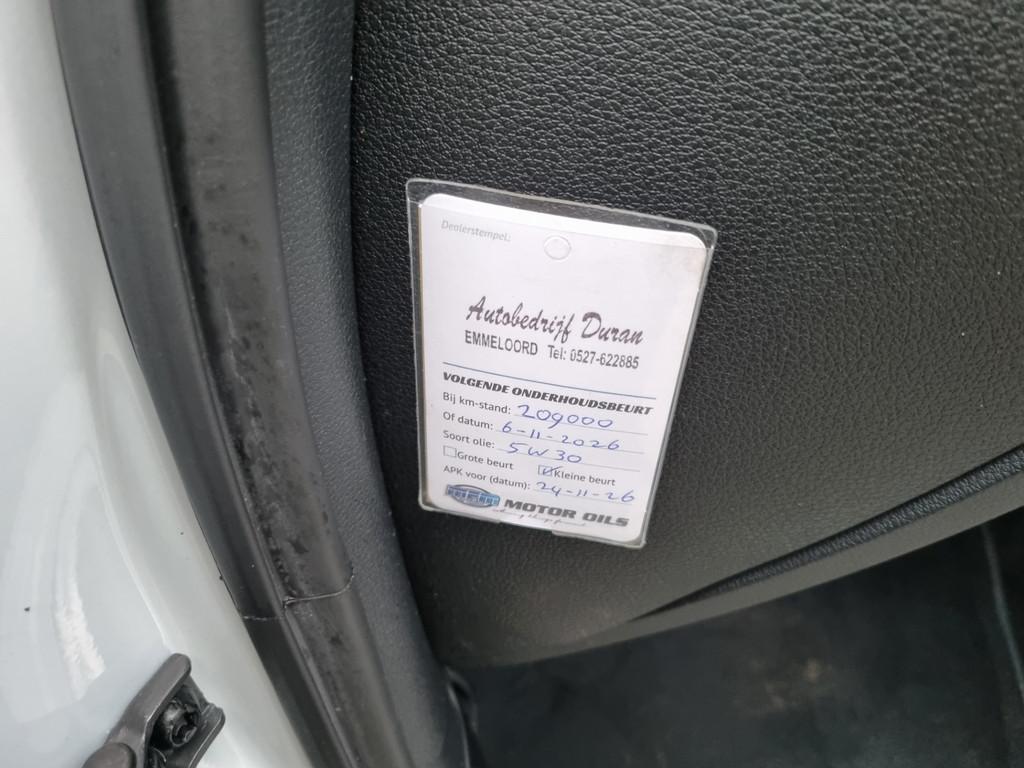 Dealerstempel:
Autobedrijf Duran
EMMELOORD Tel: 0527-622885
VOLGENDE ONDERHOUDSBEURT
Bij km-stand: 209000
Of datum: 6-11-2026
Soort olie: 5W30
Grote beurt Kleine beurt
APK voor (datum): 24-11-26
MOTOR OILS